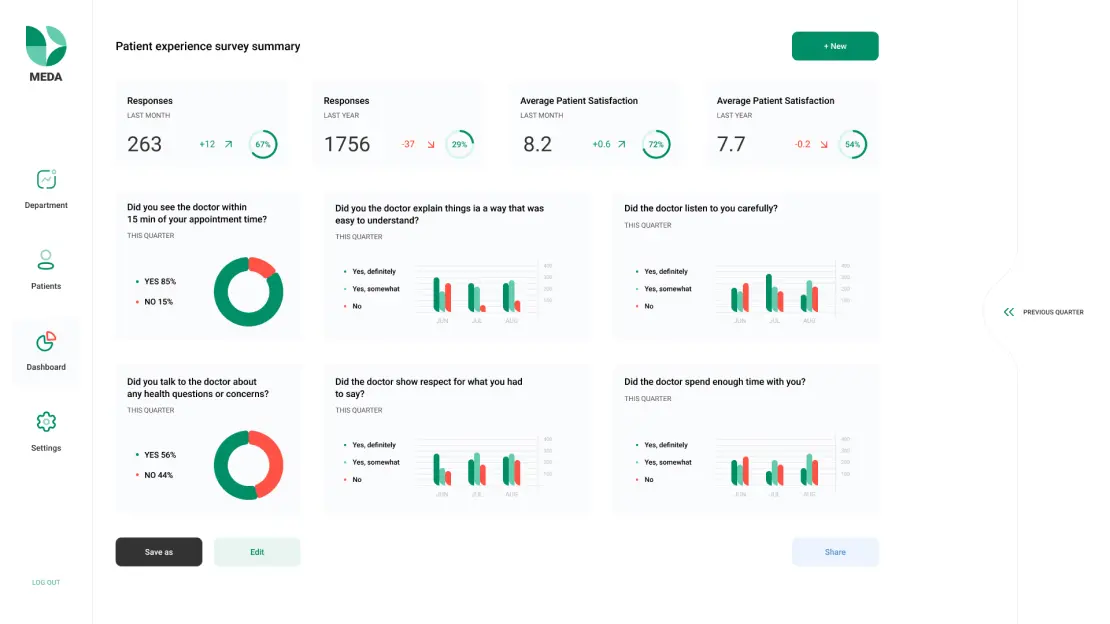 MEDA
Department
Patients
Dashboard
Settings
LOG OUT
Patient experience survey summary
+ New
Responses
LAST MONTH
263
+12
67%
Responses
LAST YEAR
1756
-37
29%
Average Patient Satisfaction
LAST MONTH
8.2
+0.6
72%
Average Patient Satisfaction
LAST YEAR
7.7
-0.2
54%
Did you see the doctor within
15 min of your appointment time?
THIS QUARTER
YES 85%
NO 15%
Did you the doctor explain things ia a way that was
easy to understand?
THIS QUARTER
Yes, definitely
Yes, somewhat
No
400
300
200
100
JUN JUL AUG
Did the doctor listen to you carefully?
THIS QUARTER
Yes, definitely
Yes, somewhat
No
400
300
200
100
JUN JUL AUG
Did you talk to the doctor about
any health questions or concerns?
THIS QUARTER
YES 56%
NO 44%
Did the doctor show respect for what you had
to say?
THIS QUARTER
Yes, definitely
Yes, somewhat
No
400
300
200
100
JUN JUL AUG
Did the doctor spend enough time with you?
THIS QUARTER
Yes, definitely
Yes, somewhat
No
400
300
200
100
JUN JUL AUG
Save as
Edit
Share
PREVIOUS QUARTER